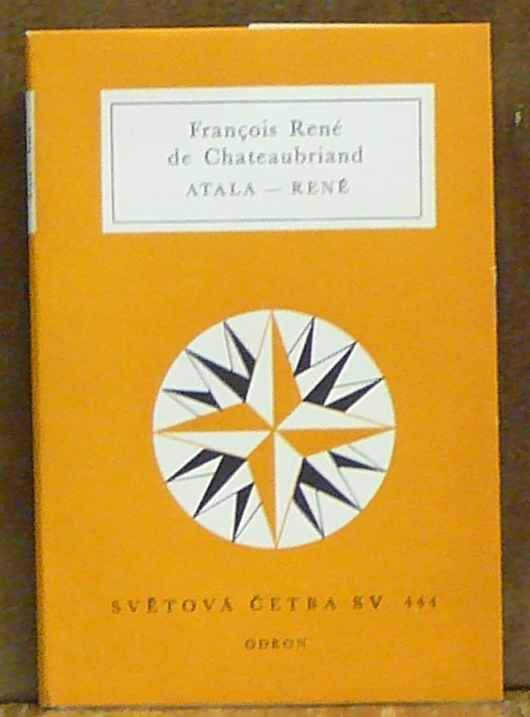 François René
de Chateaubriand
ATALA — RENÉ
SVĚTOVÁ ČETBA SV 444
ODEON